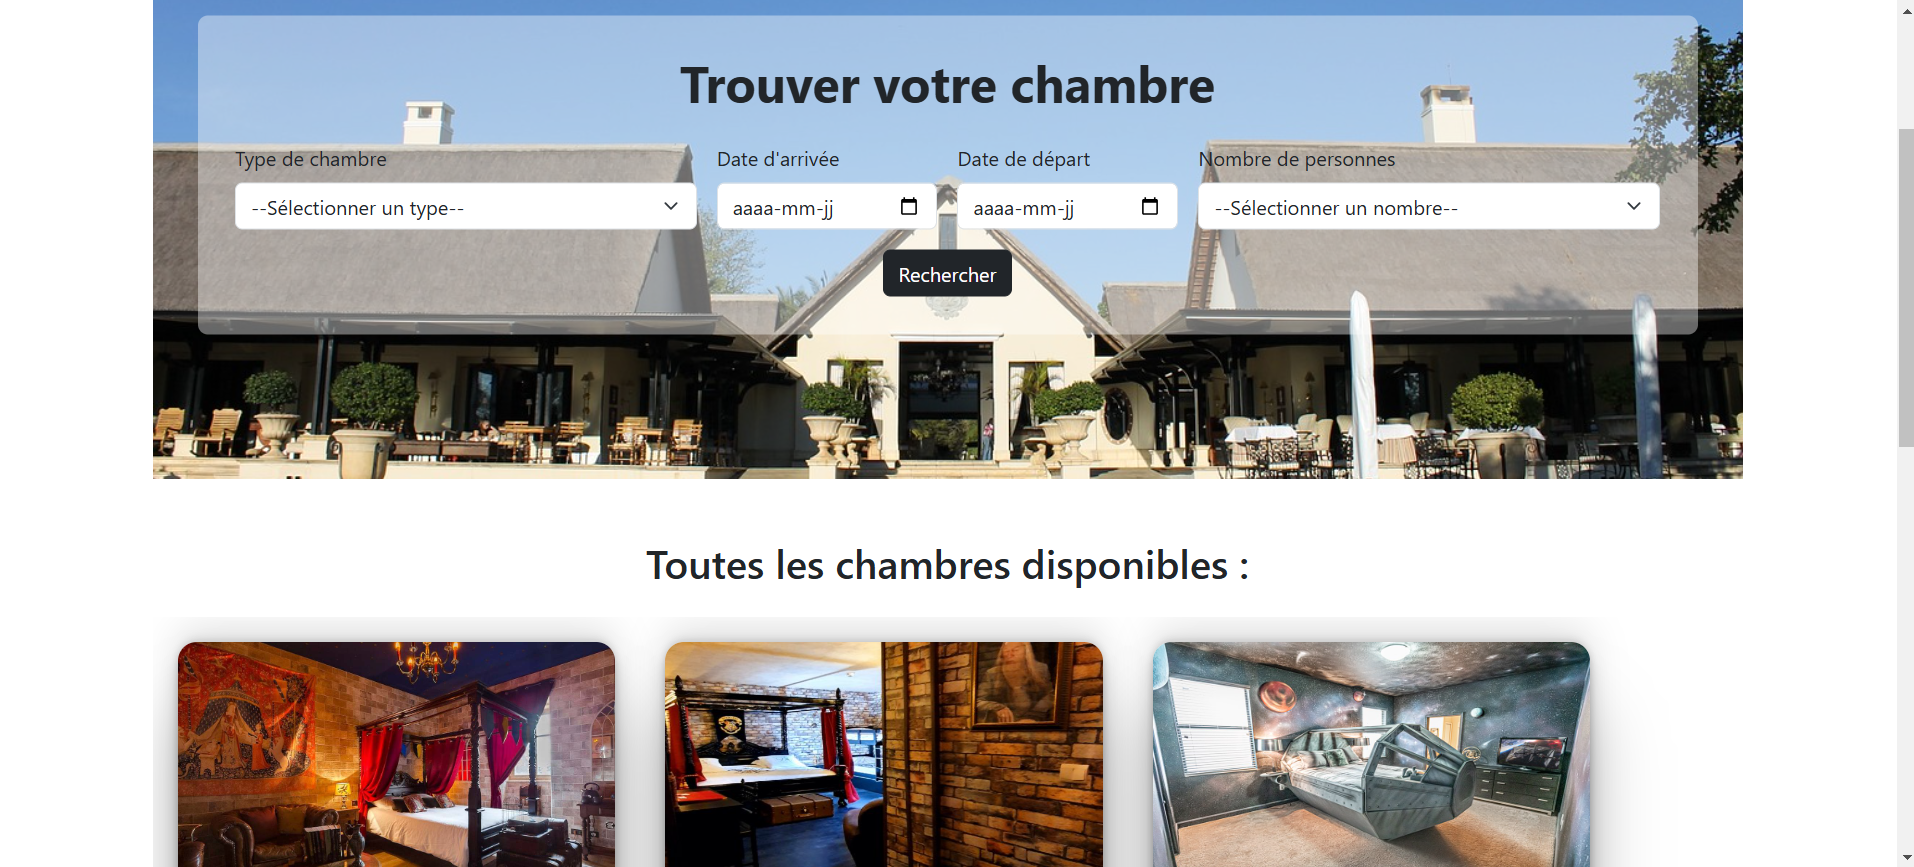 Trouver votre chambre
Type de chambre
Date d'arrivée
Date de départ
Nombre de personnes
--Sélectionner un type--
aaaa-mm-jj
aaaa-mm-jj
--Sélectionner un nombre--
Rechercher
Toutes les chambres disponibles :